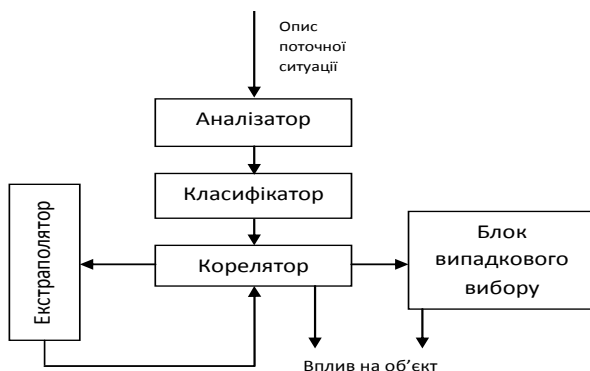 Опис
поточної
ситуації
Аналізатор
Класифікатор
Екстраполятор
Корелятор
Блок
випадкового
вибору
Вплив на об’єкт